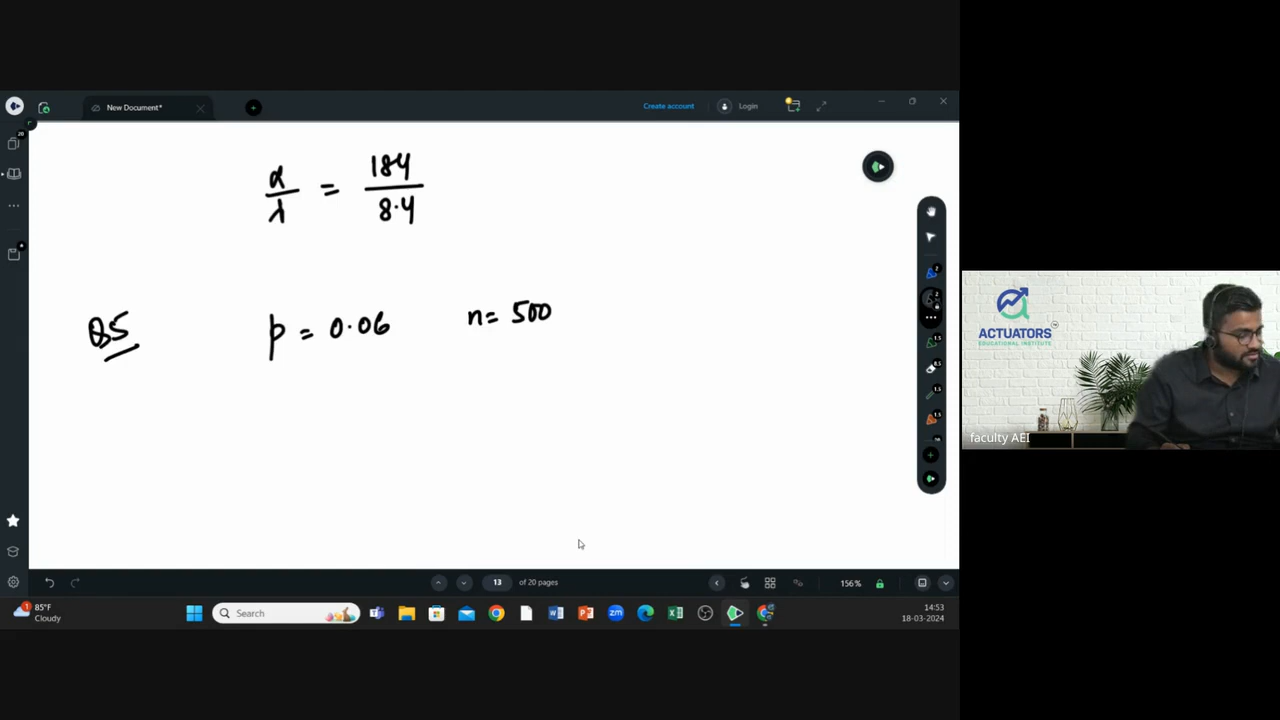 New Document*
Create account
Login
α/λ = 184/8.4
Q5 p = 0.06 n = 500
ACTUATORS
EDUCATIONAL INSTITUTE
faculty AEI
13 of 20 pages
156%
85°F
Cloudy
Search
14:53
18-03-2024